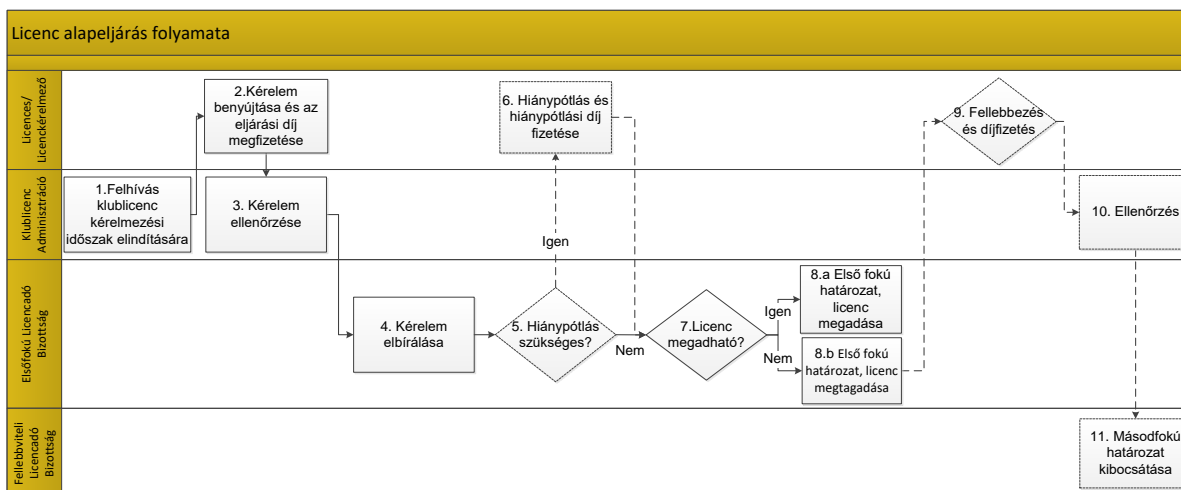 Licenc alapeljárás folyamata
Licences/
Licenckérelmező
2.Kérelem
benyújtása és az
eljárási díj
megfizetése
6. Hiánypótlás és
hiánypótlási díj
fizetése
9. Fellebbezés
és díjfizetés
Klublicenc
Adminisztráció
1.Felhívás
klublicenc
kérelmezési
időszak elindítására
3. Kérelem
ellenőrzése
10. Ellenőrzés
Igen
Elsőfokú Licencadó
Bizottság
4. Kérelem
elbírálása
5. Hiánypótlás
szükséges?
Nem
7.Licenc
megadható?
Igen
Nem
8.a Első fokú
határozat,
licenc
megadása
8.b Első fokú
határozat, licenc
megtagadása
Fellebbviteli
Licencadó
Bizottság
11. Másodfokú
határozat
kibocsátása